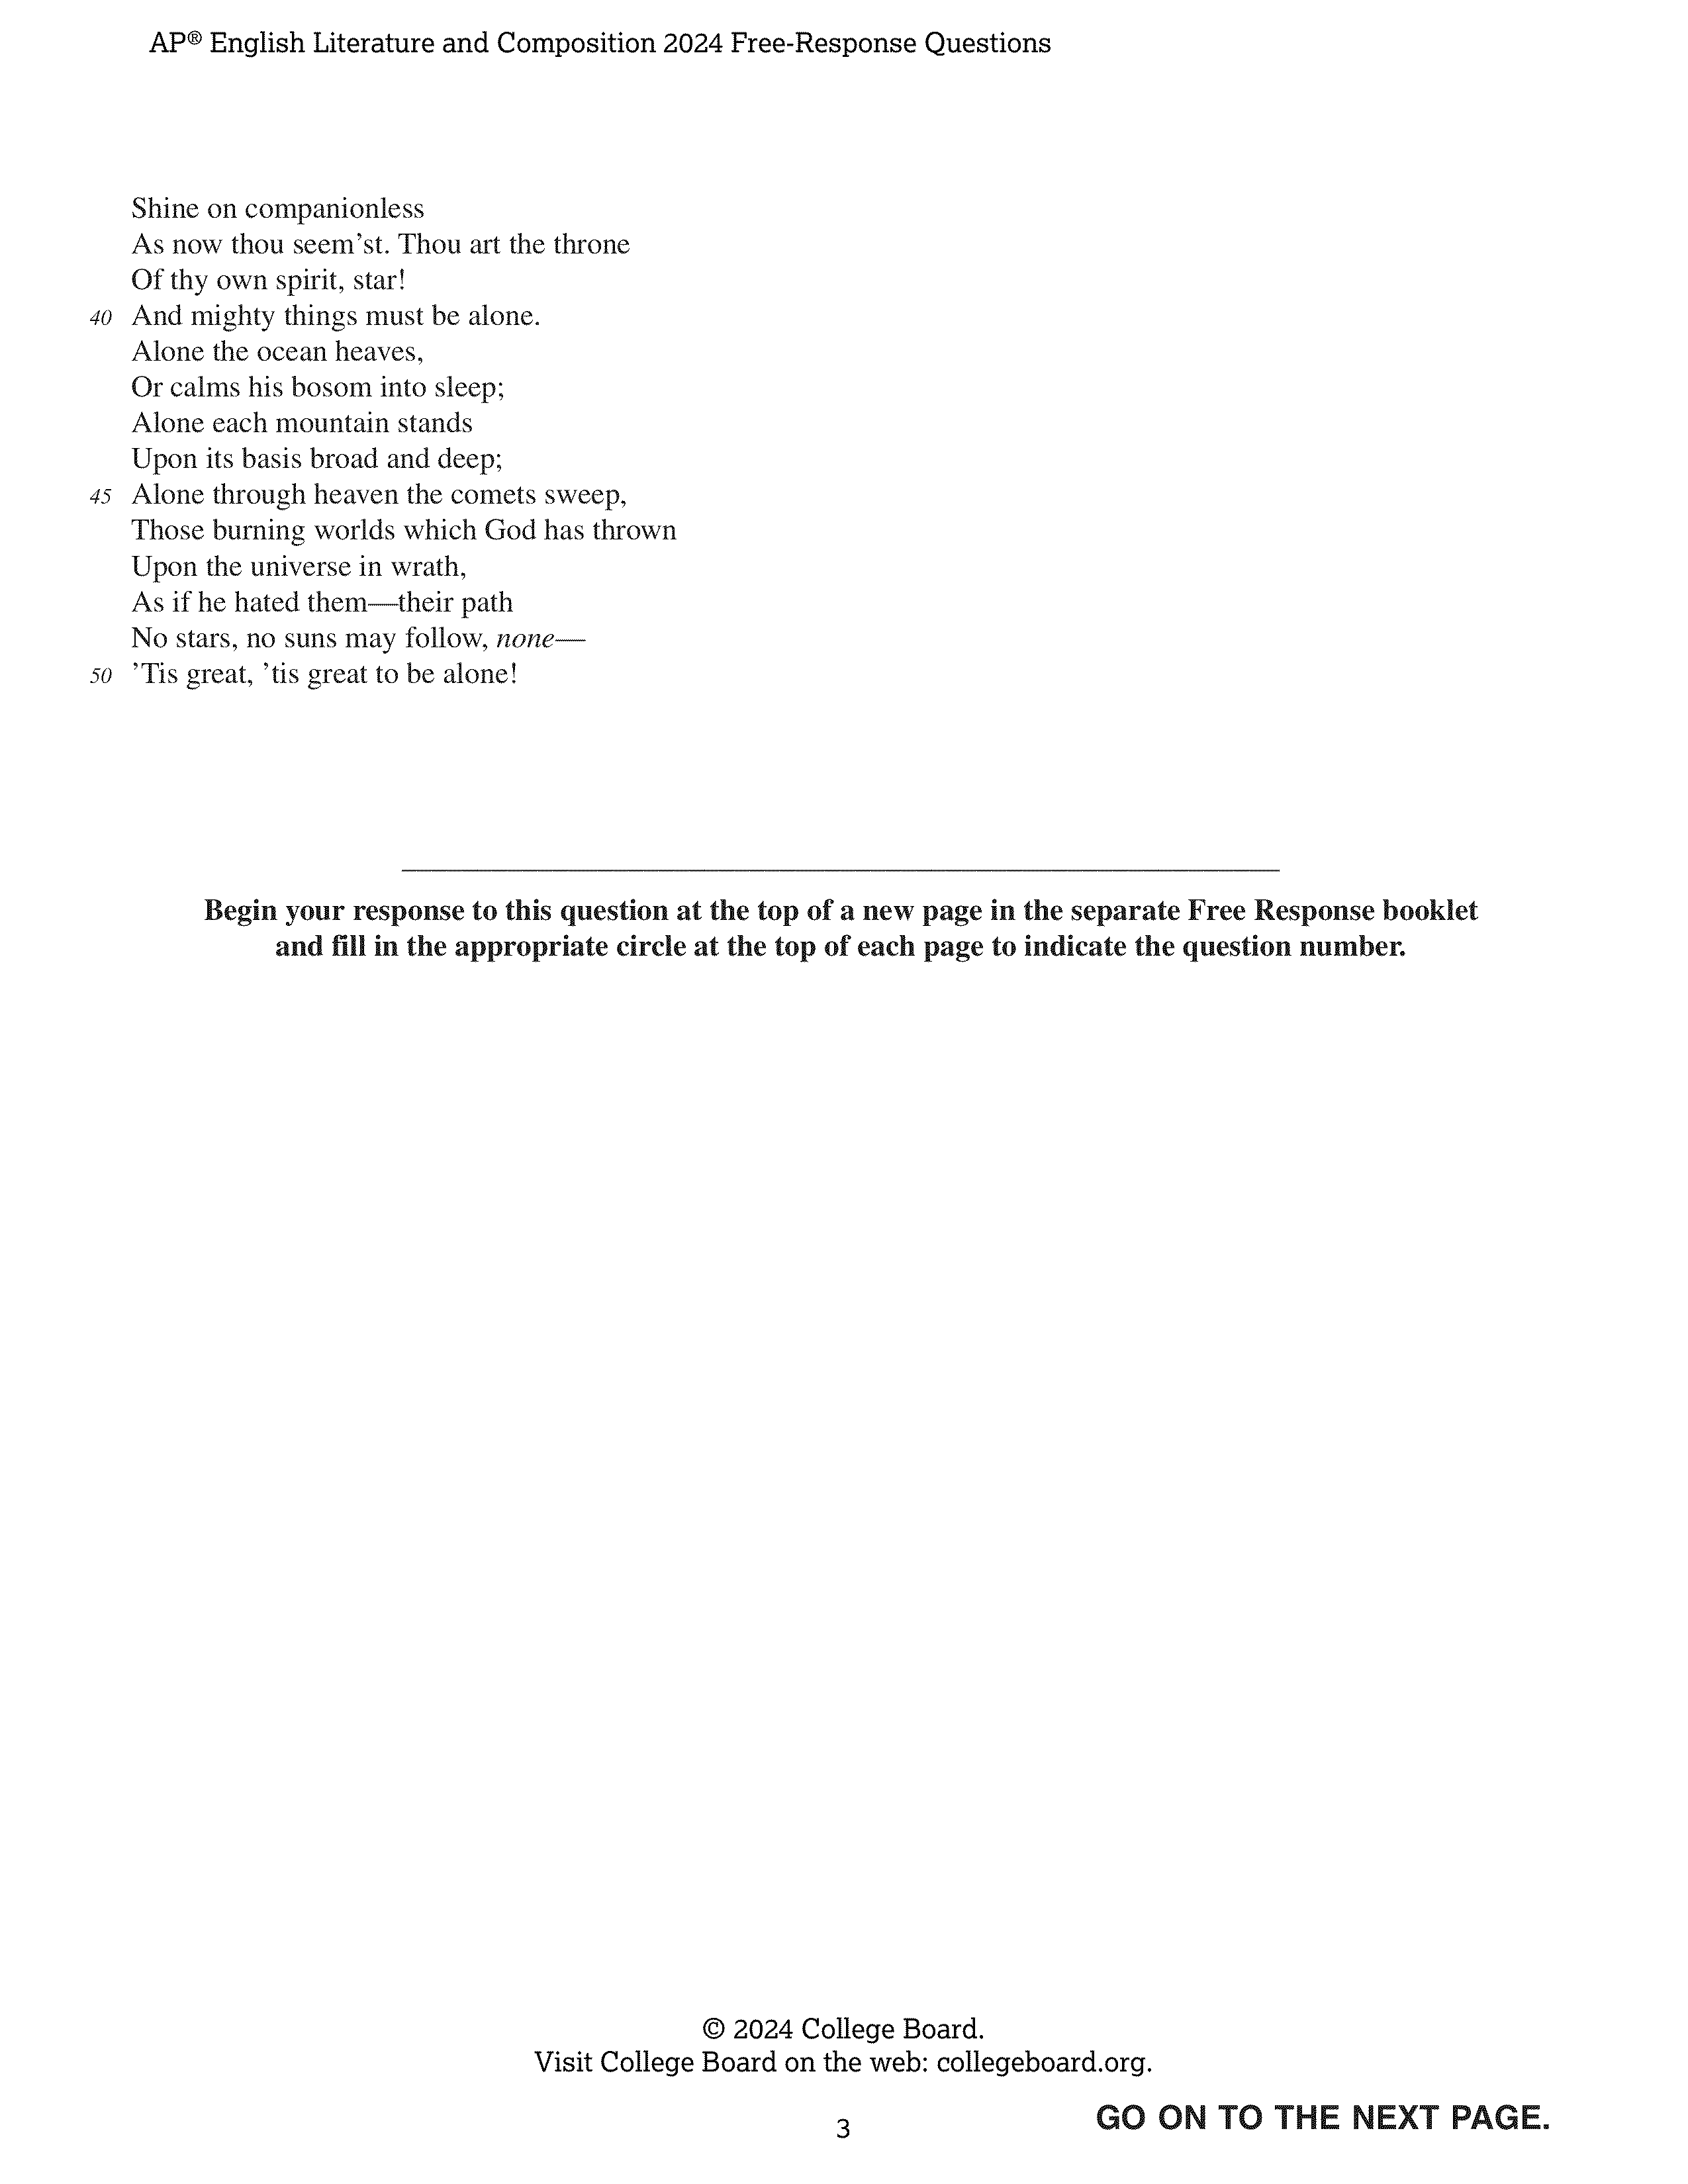 AP® English Literature and Composition 2024 Free-Response Questions
Shine on companionless
As now thou seem’st. Thou art the throne
Of thy own spirit, star!
40 And mighty things must be alone.
Alone the ocean heaves,
Or calms his bosom into sleep;
Alone each mountain stands
Upon its basis broad and deep;
45 Alone through heaven the comets sweep,
Those burning worlds which God has thrown
Upon the universe in wrath,
As if he hated them—their path
No stars, no suns may follow, none—
50 ’Tis great, ’tis great to be alone!
Begin your response to this question at the top of a new page in the separate Free Response booklet
and fill in the appropriate circle at the top of each page to indicate the question number.
© 2024 College Board.
Visit College Board on the web: collegeboard.org.
GO ON TO THE NEXT PAGE.
3